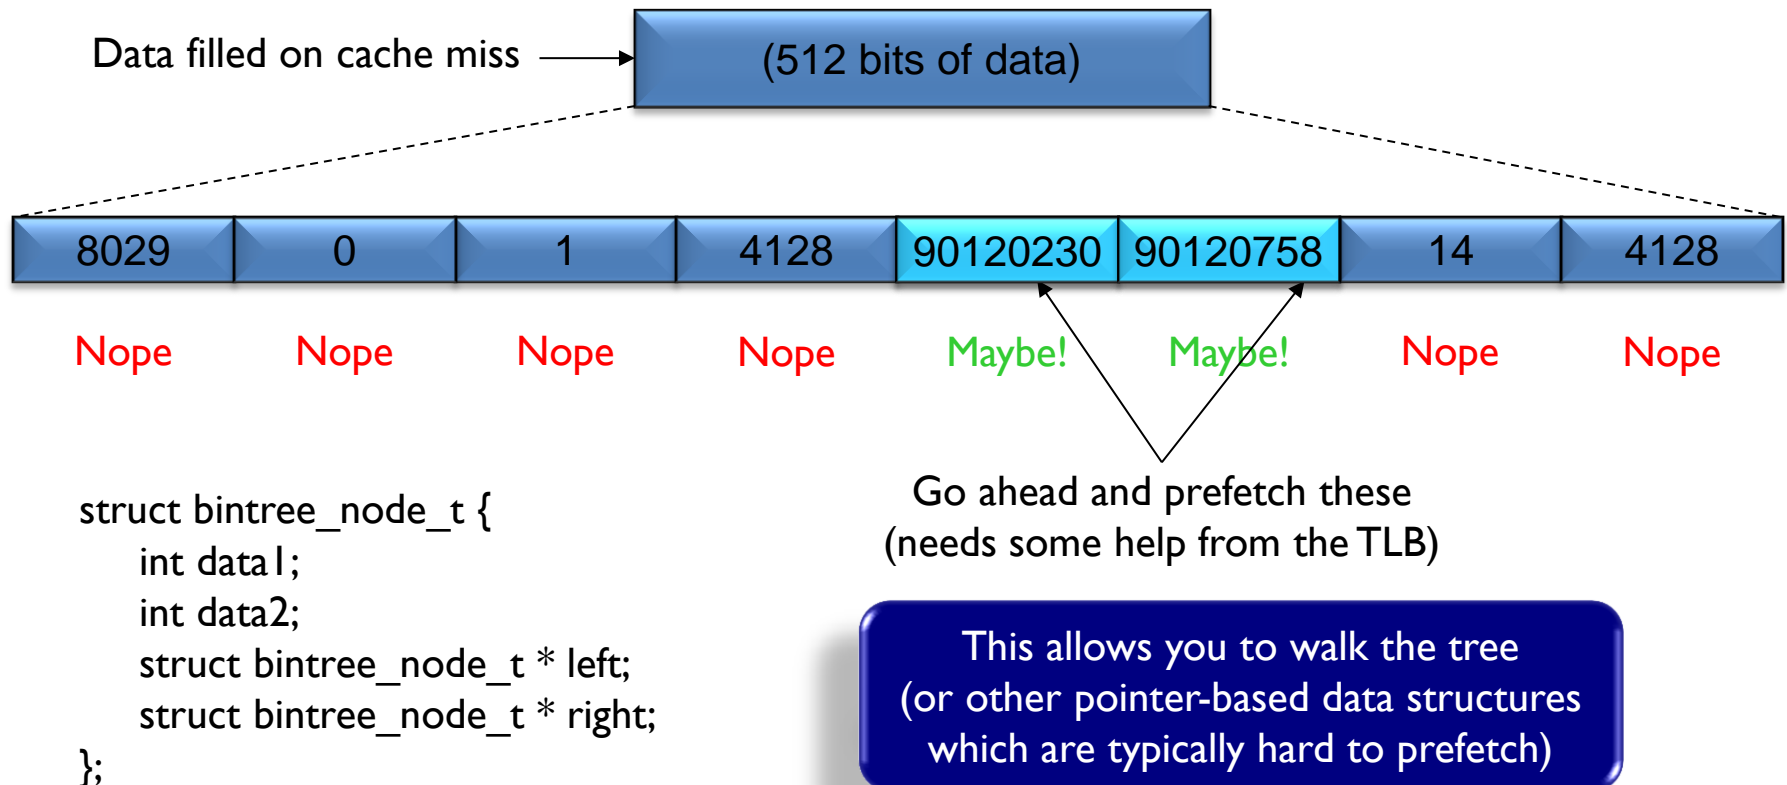 Data filled on cache miss
(512 bits of data)
8029 0 1 4128 90120230 90120758 14 4128
Nope Nope Nope Nope Maybe! Maybe! Nope Nope
Go ahead and prefetch these
(needs some help from the TLB)
struct bintree_node_t {
int data1;
int data2;
struct bintree_node_t * left;
struct bintree_node_t * right;
};
This allows you to walk the tree
(or other pointer-based data structures
which are typically hard to prefetch)